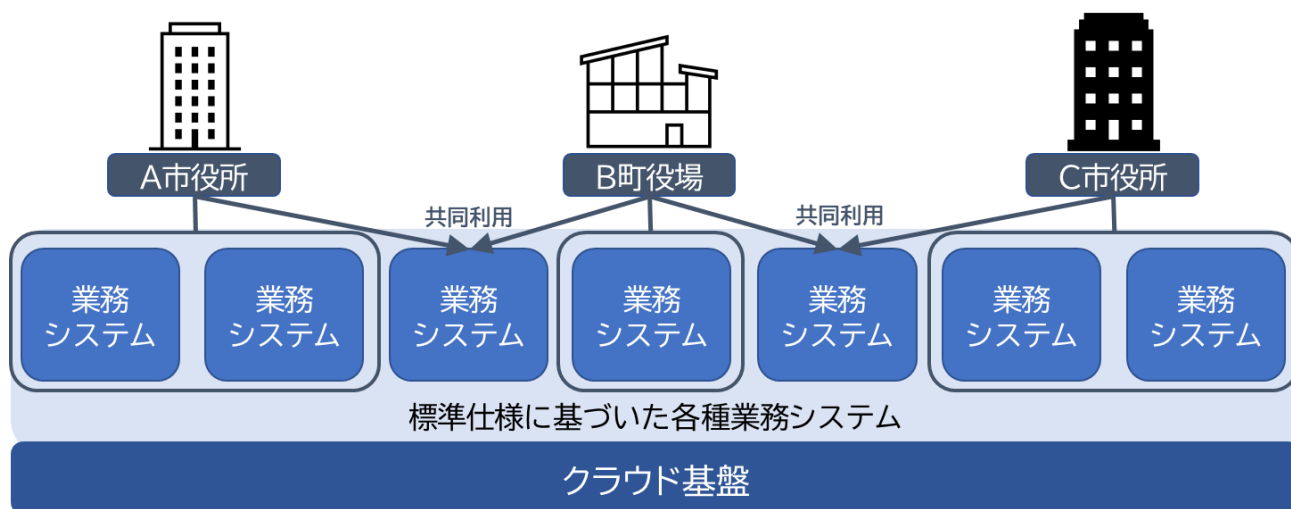 A市役所
B町役場
C市役所
共同利用
共同利用
業務
システム
業務
システム
業務
システム
業務
システム
業務
システム
業務
システム
業務
システム
標準仕様に基づいた各種業務システム
クラウド基盤